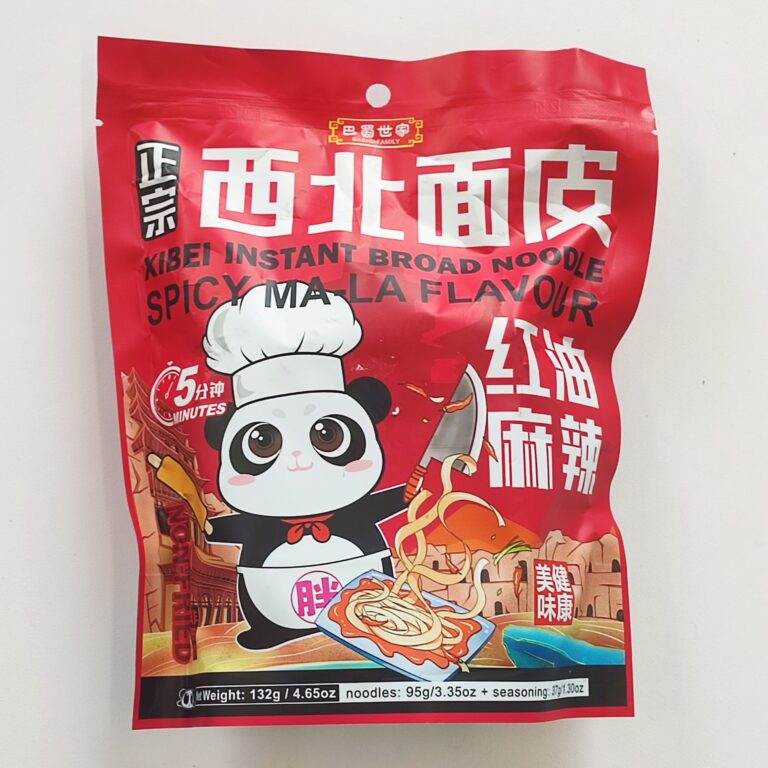 巴蜀世家
BASHU FAMILY
正宗
西北面皮
XIBEI INSTANT BROAD NOODLE
SPICY MA-LA FLAVOUR
5分钟
MINUTES
红油
麻辣
NON-FRIED
胖
美健
味康
Net Weight: 132g / 4.65oz
noodles: 95g/3.35oz + seasoning: 37g/1.30oz